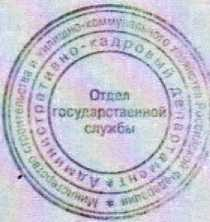 Министерство строительства и жилищно-коммунального хозяйства Российской Федерации
Административно-кадровый департамент
Отдел
государственной
службы